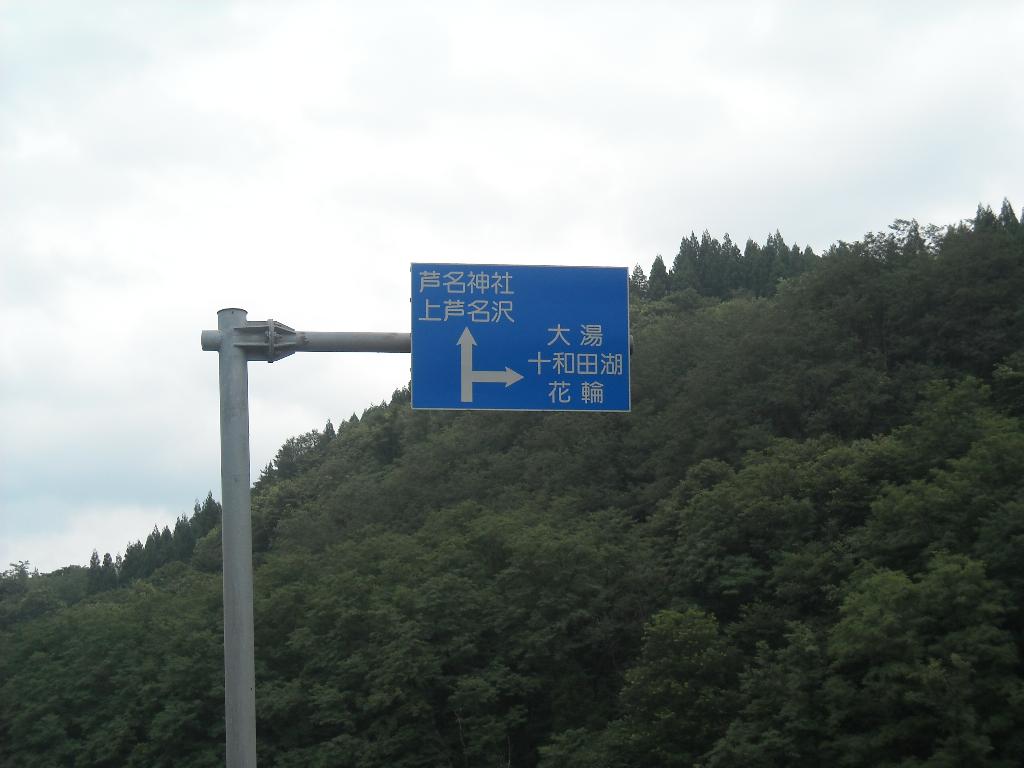 芦名神社
上芦名沢
大湯
十和田湖
花輪